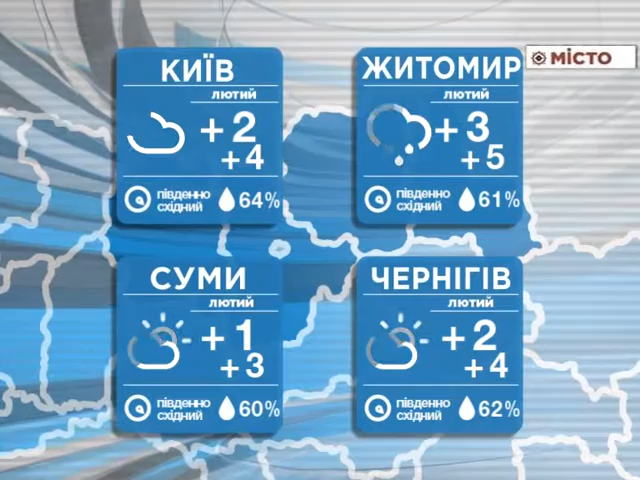 КИЇВ
лютий
+2
+4
південно
східний
64%
ЖИТОМИР
лютий
+3
+5
південно
східний
61%
МІСТО
СУМИ
лютий
+1
+3
південно
східний
60%
ЧЕРНІГІВ
лютий
+2
+4
південно
східний
62%